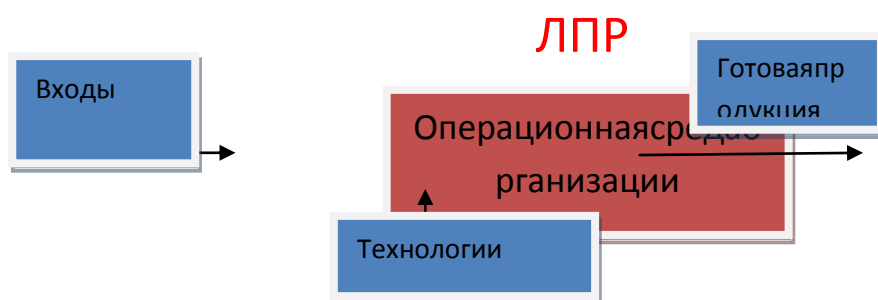 ЛПР
Входы
Готоваяпр
одукция
Операционнаясредао
рганизации
Технологии